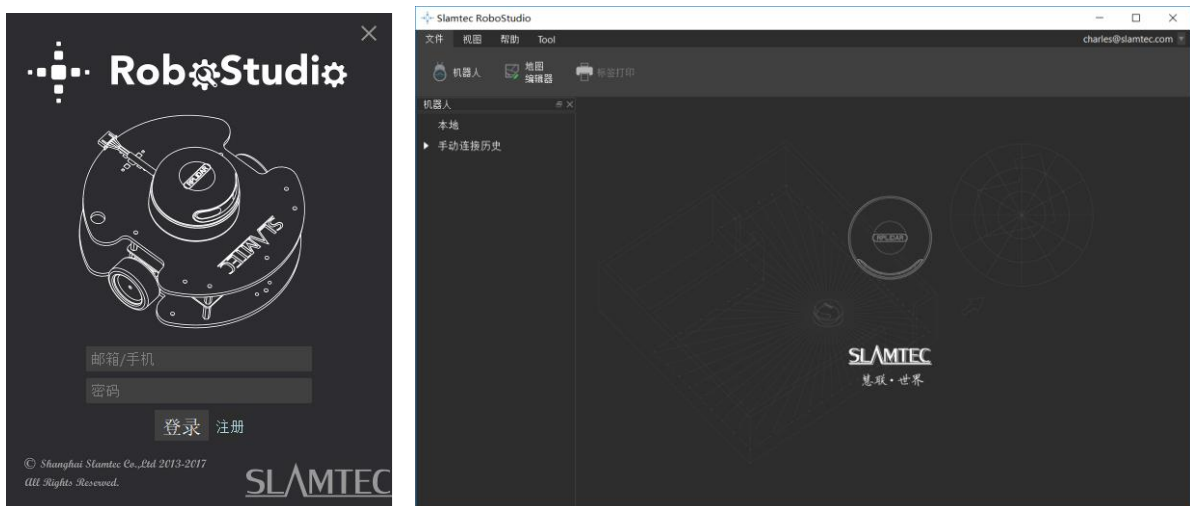 RoboStudio
RPLIDAR
SLAMTEC
邮箱/手机
密码
登录 注册
© Shanghai Slamtec Co.,Ltd 2013-2017
All Rights Reserved.
SLAMTEC
Slamtec RoboStudio
文件 视图 帮助 Tool
charles@slamtec.com
机器人
地图
编辑器
标签打印
机器人
本地
手动连接历史
RPLIDAR
SLAMTEC
慧联·世界